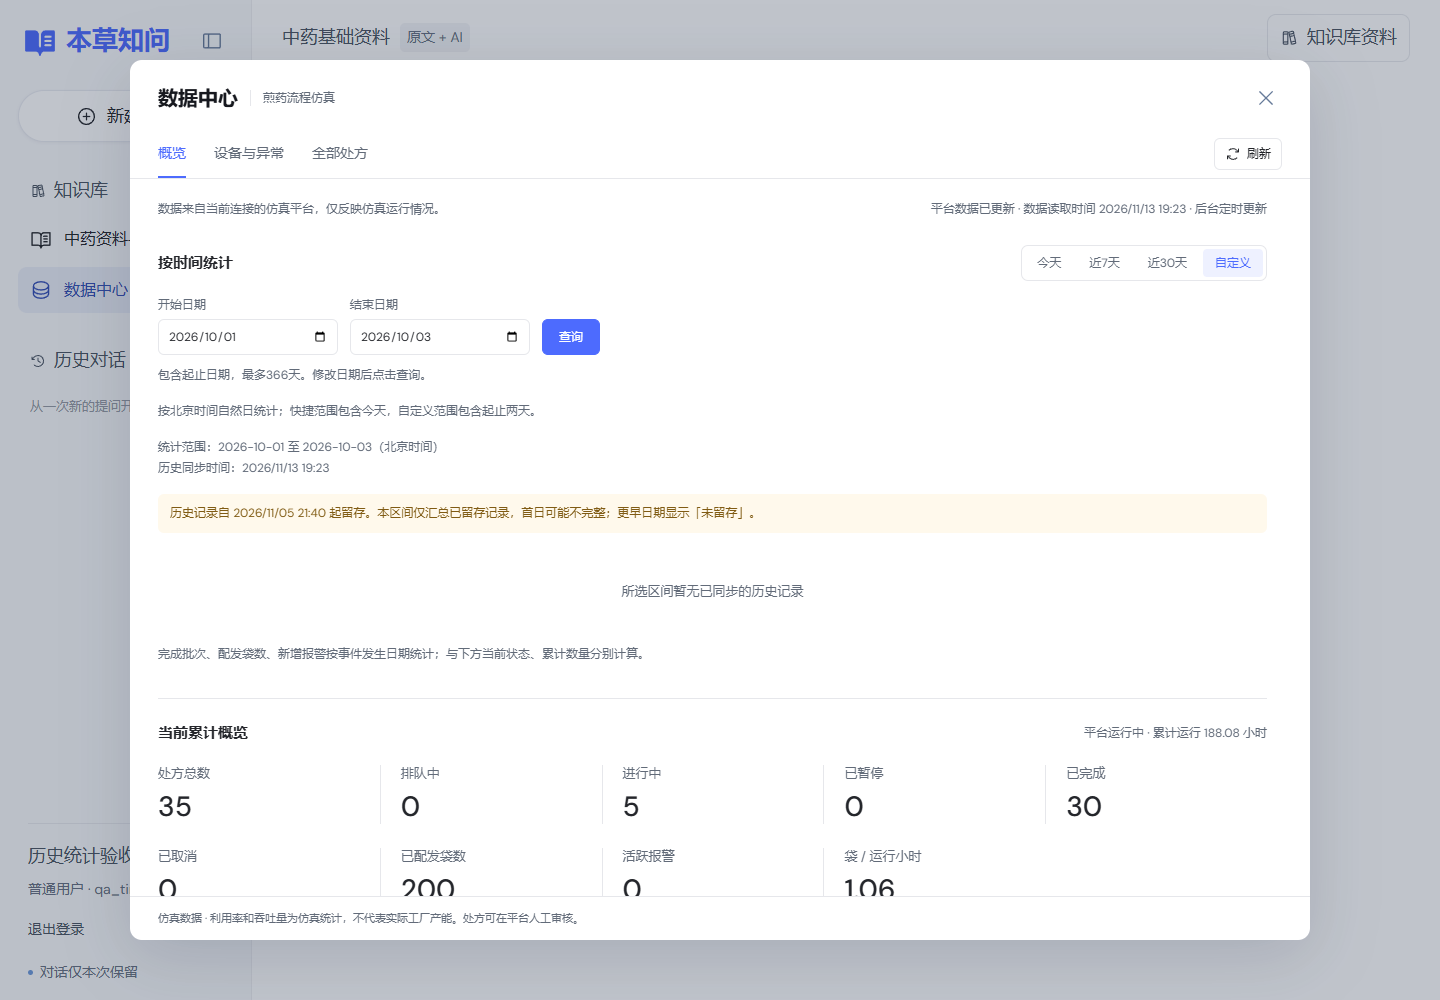 本草知问
中药基础资料
原文 + AI
知识库资料
新建
知识库
中药资料
数据中心
历史对话
从一次新的提问开
历史统计验收
普通用户 · qa_ti
退出登录
对话仅本次保留
数据中心
煎药流程仿真
概览
设备与异常
全部处方
刷新
数据来自当前连接的仿真平台，仅反映仿真运行情况。
平台数据已更新 · 数据读取时间 2026/11/13 19:23 · 后台定时更新
按时间统计
今天
近7天
近30天
自定义
开始日期
结束日期
2026/10/01
2026/10/03
查询
包含起止日期，最多366天。修改日期后点击查询。
按北京时间自然日统计；快捷范围包含今天，自定义范围包含起止两天。
统计范围：2026-10-01 至 2026-10-03（北京时间）
历史同步时间：2026/11/13 19:23
历史记录自 2026/11/05 21:40 起留存。本区间仅汇总已留存记录，首日可能不完整；更早日期显示「未留存」。
所选区间暂无已同步的历史记录
完成批次、配发袋数、新增报警按事件发生日期统计；与下方当前状态、累计数量分别计算。
当前累计概览
平台运行中 · 累计运行 188.08 小时
处方总数
排队中
进行中
已暂停
已完成
35
0
5
0
30
已取消
已配发袋数
活跃报警
袋 / 运行小时
0
200
0
1.06
仿真数据 · 利用率和吞吐量为仿真统计，不代表实际工厂产能。处方可在平台人工审核。